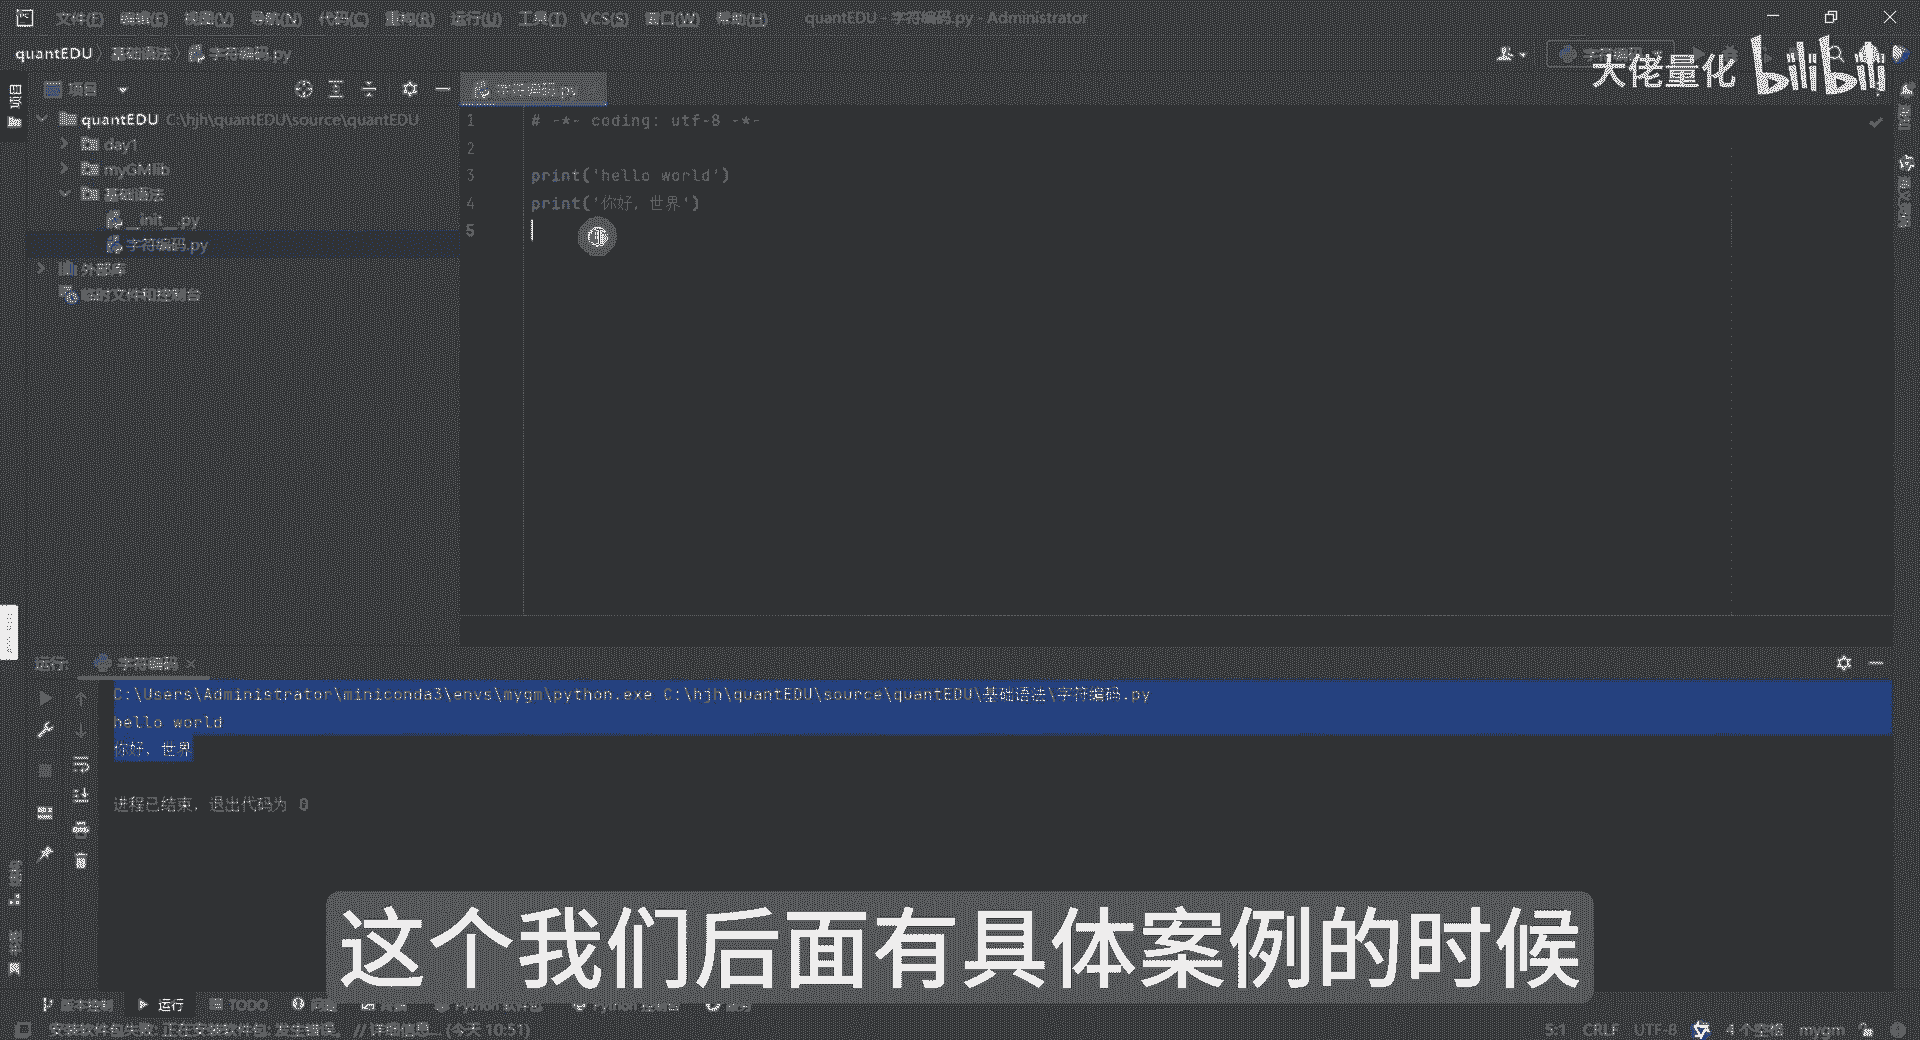 文件(F) 编辑(E) 视图(V) 导航(N) 代码(C) 重构(R) 运行(U) 工具(T) VCS(S) 窗口(W) 帮助(H) quantEDU - 字符编码.py - Administrator
quantEDU 基础语法 字符编码.py
字符编码
大佬量化 bilibili
项目
项目
字符编码.py
quantEDU C:\hjh\quantEDU\source\quantEDU
day1
myGMlib
基础语法
__init__.py
字符编码.py
外部库
临时文件和控制台
1 # -*- coding: utf-8 -*-
2
3 print('hello world')
4 print('你好，世界')
5
运行: 字符编码
C:\Users\Administrator\miniconda3\envs\mygm\python.exe C:\hjh\quantEDU\source\quantEDU\基础语法\字符编码.py
hello world
你好，世界
进程已结束，退出代码为 0
这个我们后面有具体案例的时候
版本控制 运行 TODO 问题 Python 软件包 Python 控制台 服务
安装软件包失败: 正在安装软件包: 发生错误。 // 详细信息... (今天 10:51)
5:1 CRLF UTF-8 4 个空格 mygm